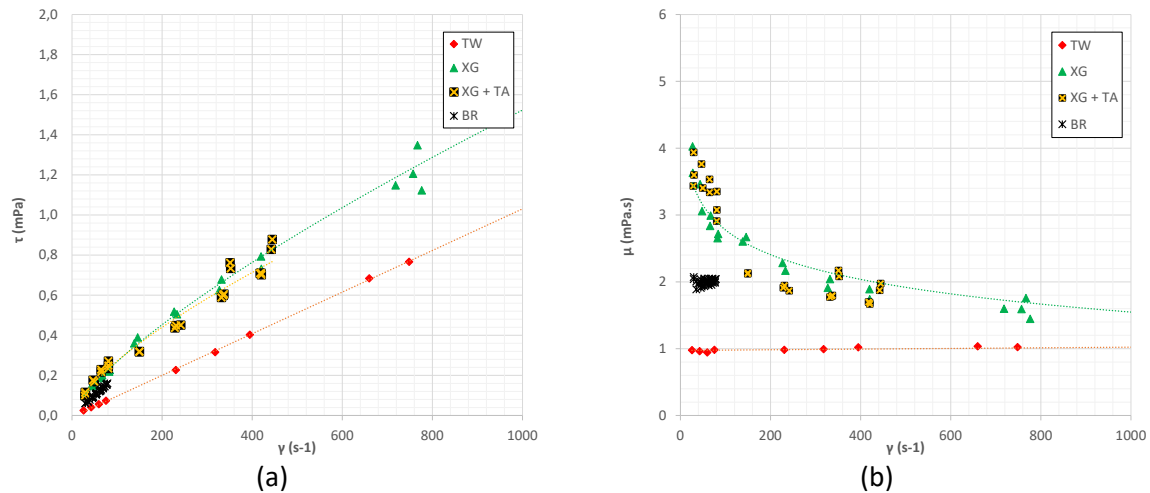 2,0
1,8
1,6
1,4
1,2
1,0
0,8
0,6
0,4
0,2
0,0
τ (mPa)
0
200
400
600
800
1000
γ (s-1)
TW
XG
XG + TA
BR
(a)
6
5
4
3
2
1
0
μ (mPa.s)
0
200
400
600
800
1000
γ (s-1)
TW
XG
XG + TA
BR
(b)